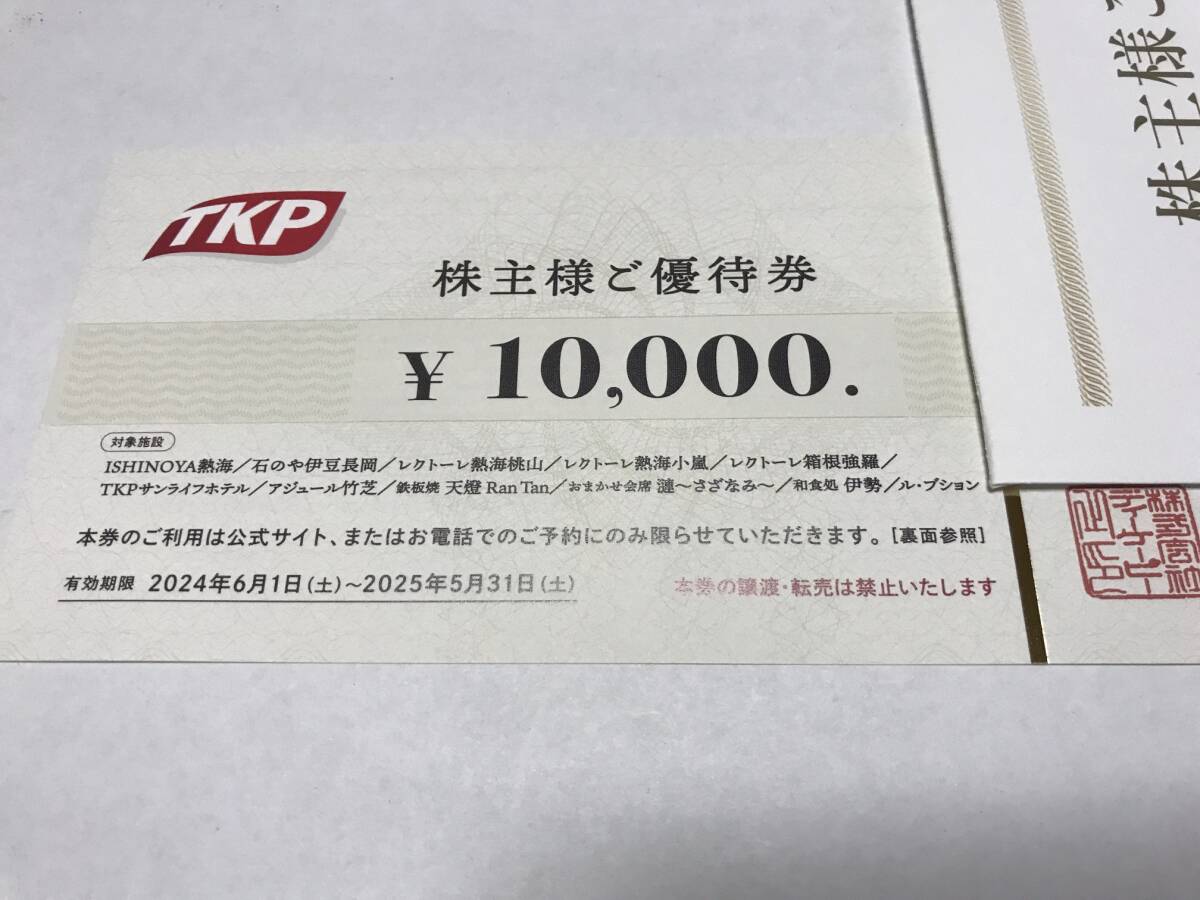 TKP
株主様ご優待券
¥ 10,000.
対象施設
ISHINOYA熱海／石のや伊豆長岡／レクトーレ熱海桃山／レクトーレ熱海小嵐／レクトーレ箱根強羅／
TKPサンライフホテル／アジュール竹芝／鉄板焼 天燈 Ran Tan／おまかせ会席 漣～さざなみ～／和食処 伊勢／ル・ブション
本券のご利用は公式サイト、またはお電話でのご予約にのみ限らせていただきます。[裏面参照]
有効期限 2024年6月1日(土)～2025年5月31日(土)
本券の譲渡・転売は禁止いたします
株主様